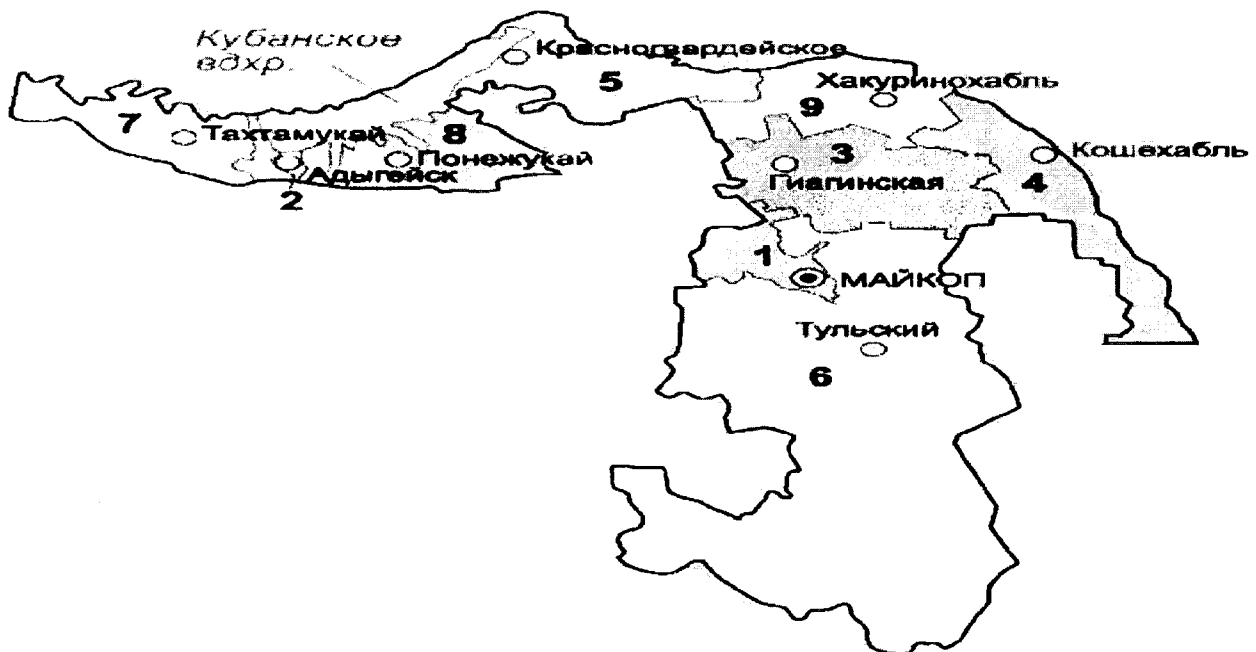 Кубанское
вдхр.
Красногвардейское
5
Хакуринохабль
9
7
Тахтамукай
8
Понежукай
Адыгейск
2
3
Гиагинская
Кошехабль
4
1
МАЙКОП
Тульский
6